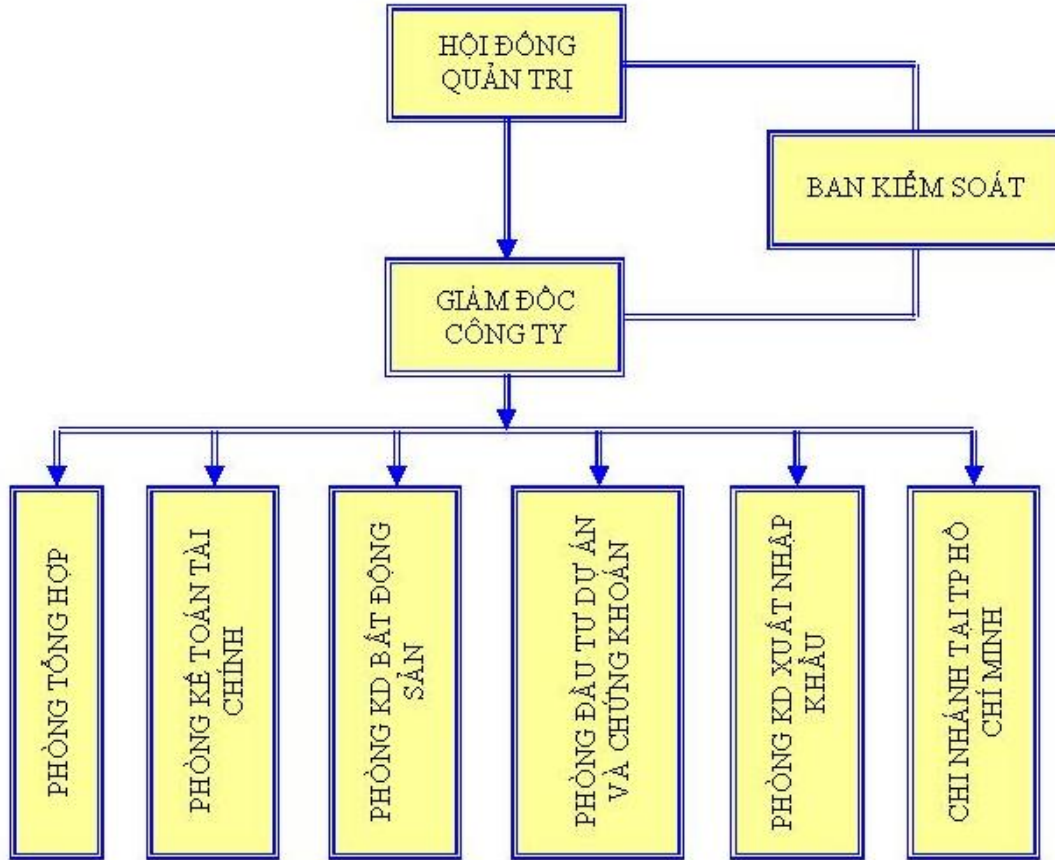 HỘI ĐỒNG
QUẢN TRỊ
BAN KIỂM SOÁT
GIÁM ĐỐC
CÔNG TY
PHÒNG TỔNG HỢP
PHÒNG KẾ TOÁN TÀI
CHÍNH
PHÒNG KD BẤT ĐỘNG
SẢN
PHÒNG ĐẦU TƯ DỰ ÁN
VÀ CHỨNG KHOÁN
PHÒNG KD XUẤT NHẬP
KHẨU
CHI NHÁNH TẠI TP HỒ
CHÍ MINH